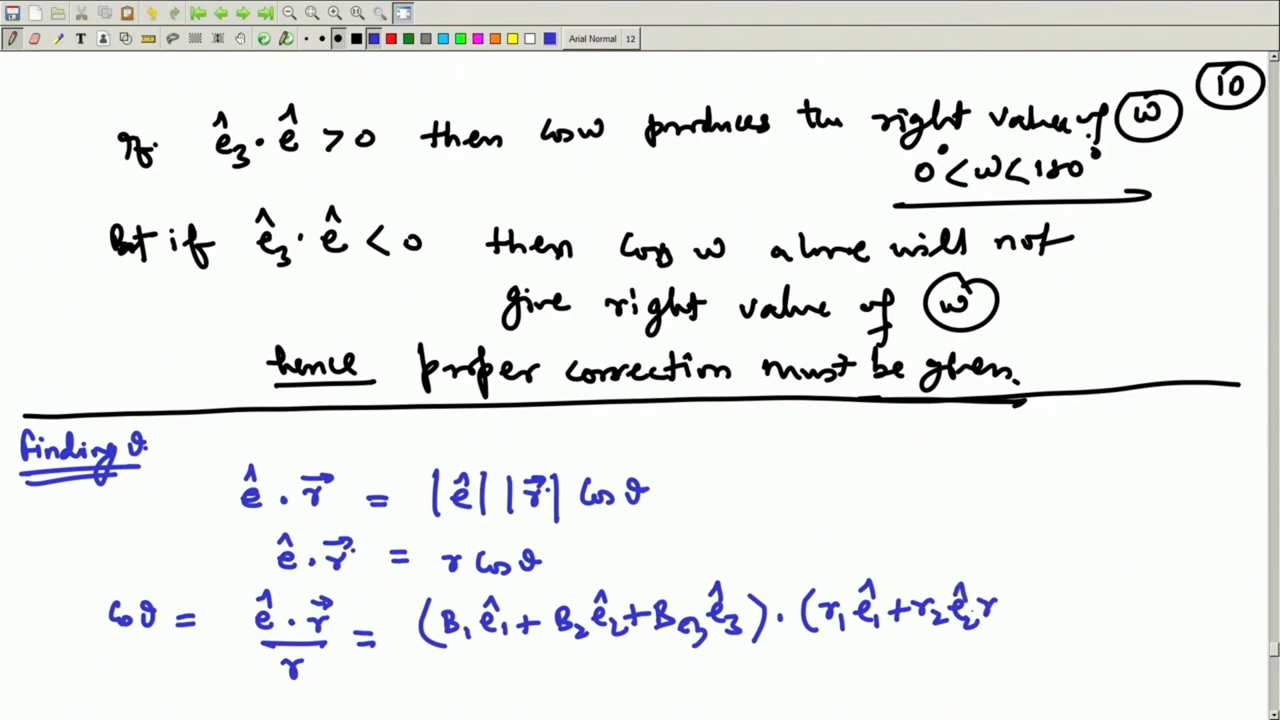 Arial Normal 12
10
If ê₃ · ê > 0 then cos ω produces the right value of ω
0° < ω < 180°
But if ê₃ · ê < 0 then cos ω alone will not
give right value of ω
hence proper correction must be given.
Finding θ.
ê · r⃗ = |ê| |r⃗| cos θ
ê · r⃗ = r cos θ
cos θ = ê · r⃗ / r = (B₁ê₁ + B₂ê₂ + B₃ê₃) · (r₁ê₁ + r₂ê₂ r